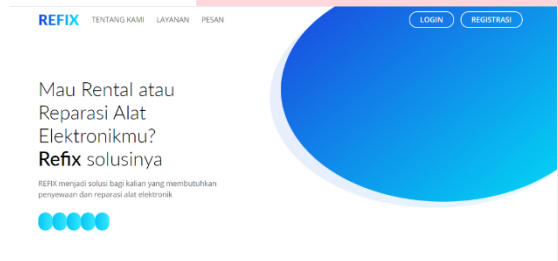 REFIX TENTANG KAMI LAYANAN PESAN LOGIN REGISTRASI
Mau Rental atau
Reparasi Alat
Elektronikmu?
Refix solusinya
REFIX menjadi solusi bagi kalian yang membutuhkan
penyewaan dan reparasi alat elektronik